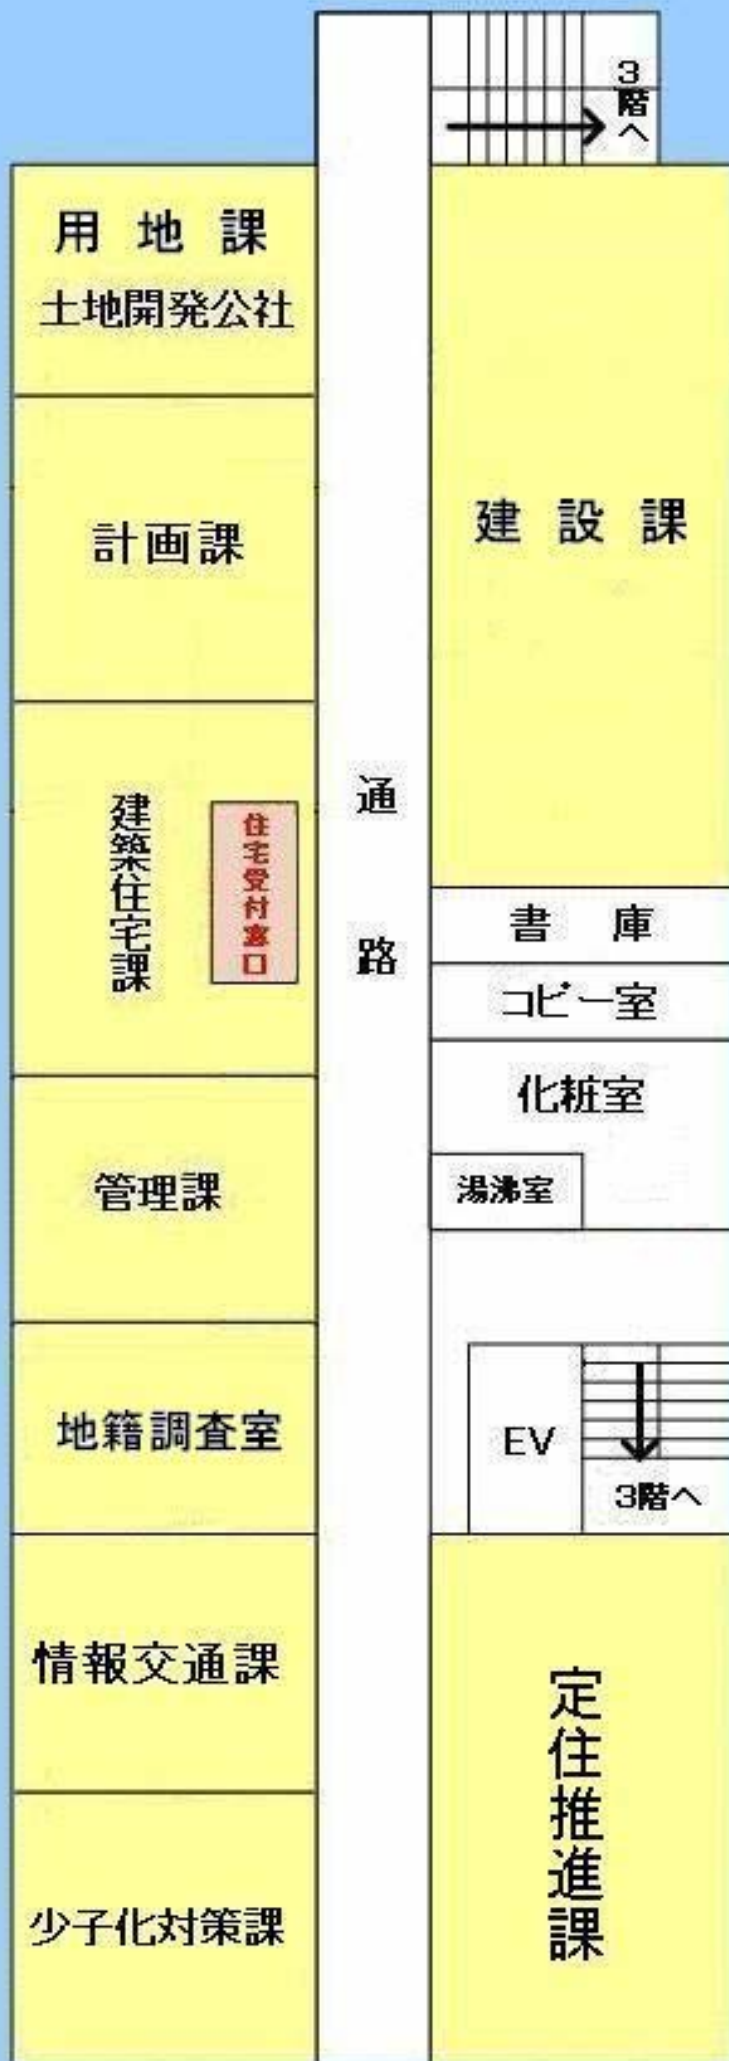 3階へ
用地課
土地開発公社
計画課
建設課
建築住宅課
住宅受付窓口
通路
書庫
コピー室
化粧室
湯沸室
管理課
地籍調査室
EV
3階へ
情報交通課
定住推進課
少子化対策課